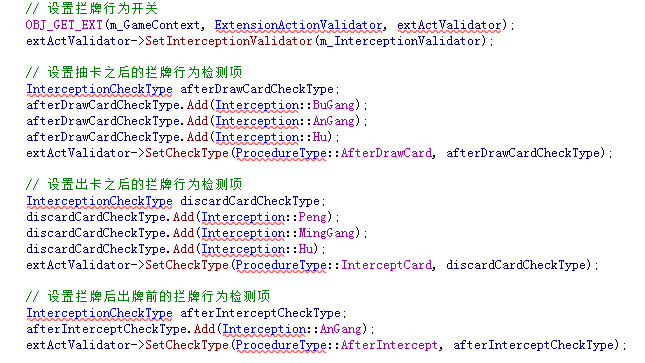 // 设置拦牌行为开关
OBJ_GET_EXT(m_GameContext, ExtensionActionValidator, extActValidator);
extActValidator->SetInterceptionValidator(m_InterceptionValidator);
// 设置抽卡之后的拦牌行为检测项
InterceptionCheckType afterDrawCardCheckType;
afterDrawCardCheckType.Add(Interception::BuGang);
afterDrawCardCheckType.Add(Interception::AnGang);
afterDrawCardCheckType.Add(Interception::Hu);
extActValidator->SetCheckType(ProcedureType::AfterDrawCard, afterDrawCardCheckType);
// 设置出卡之后的拦牌行为检测项
InterceptionCheckType discardCardCheckType;
discardCardCheckType.Add(Interception::Peng);
discardCardCheckType.Add(Interception::MingGang);
discardCardCheckType.Add(Interception::Hu);
extActValidator->SetCheckType(ProcedureType::InterceptCard, discardCardCheckType);
// 设置拦牌后出牌前的拦牌行为检测项
InterceptionCheckType afterInterceptCheckType;
afterInterceptCheckType.Add(Interception::AnGang);
extActValidator->SetCheckType(ProcedureType::AfterIntercept, afterInterceptCheckType);